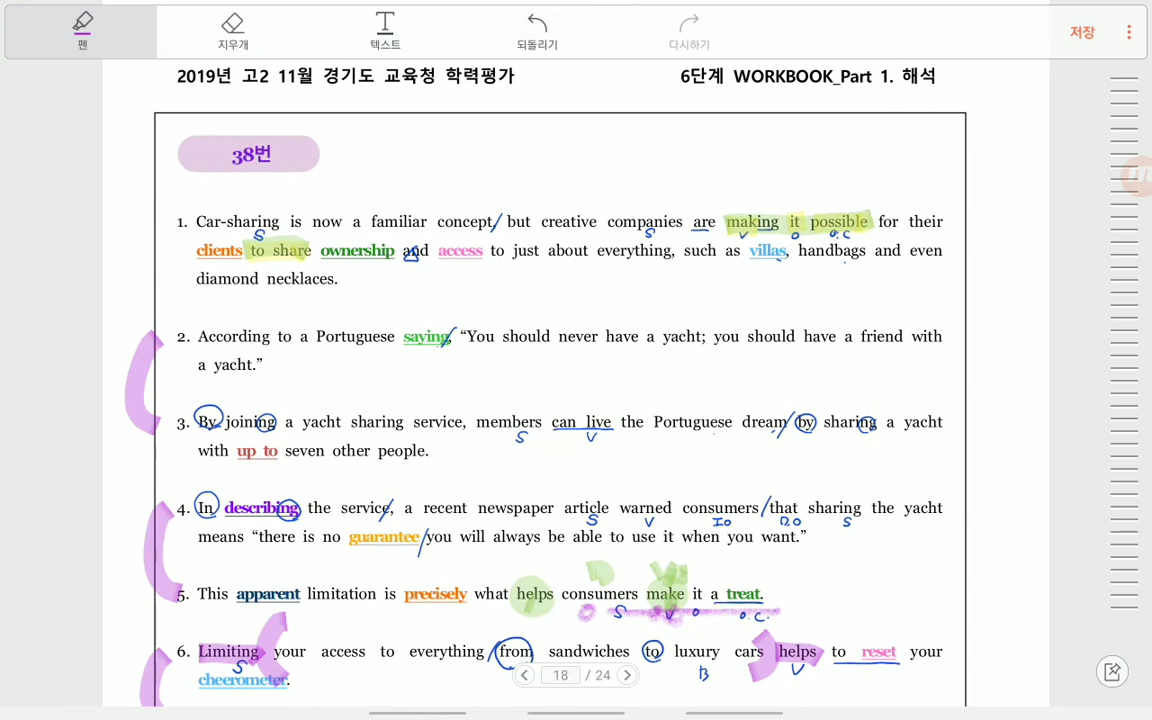 펜 지우개 텍스트 되돌리기 다시하기 저장
2019년 고2 11월 경기도 교육청 학력평가 6단계 WORKBOOK_Part 1. 해석
38번
1. Car-sharing is now a familiar concept, but creative companies are making it possible for their
S S V O O.C
clients to share ownership and access to just about everything, such as villas, handbags and even
diamond necklaces.
2. According to a Portuguese saying, “You should never have a yacht; you should have a friend with
a yacht.”
3. By joining a yacht sharing service, members can live the Portuguese dream, by sharing a yacht
S V
with up to seven other people.
4. In describing the service, a recent newspaper article warned consumers that sharing the yacht
S V IO DO S
means “there is no guarantee you will always be able to use it when you want.”
5. This apparent limitation is precisely what helps consumers make it a treat.
S V O O.C.
6. Limiting your access to everything from sandwiches to luxury cars helps to reset your
S B V
cheerometer.
18 / 24